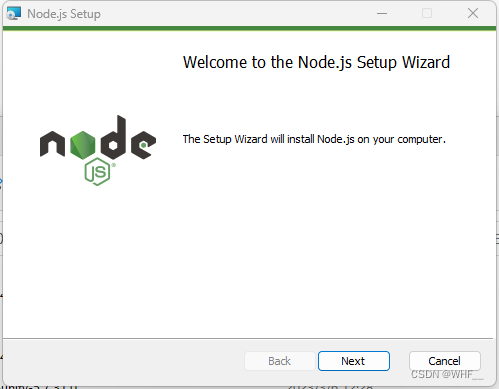 Node.js Setup
Welcome to the Node.js Setup Wizard
node
JS
The Setup Wizard will install Node.js on your computer.
Back
Next
Cancel
CSDN @WHF__